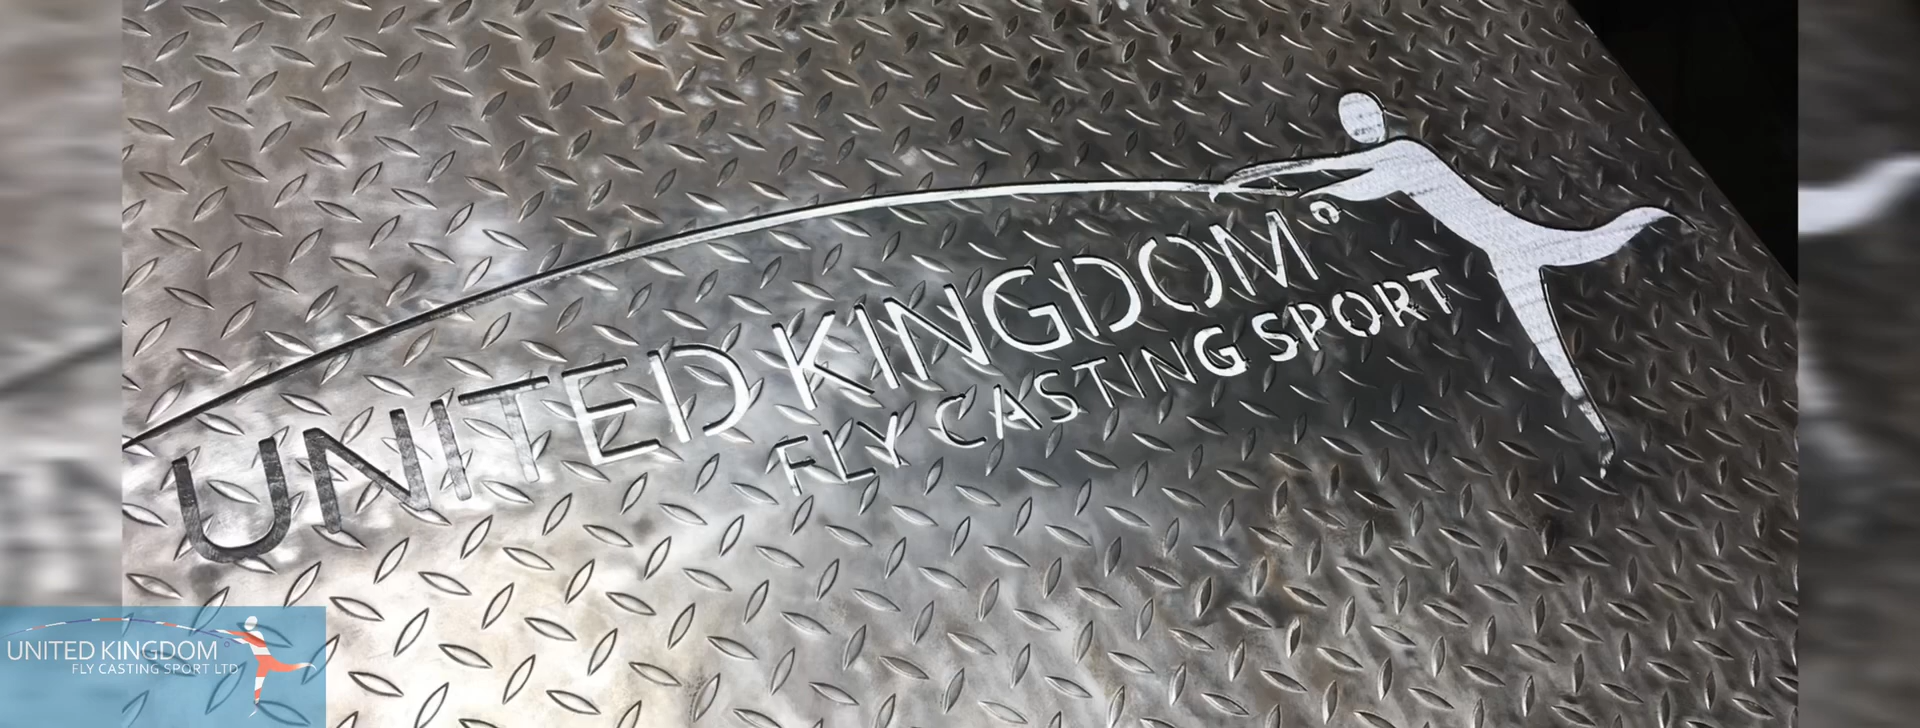 UNITED KINGDOM
FLY CASTING SPORT
UNITED KINGDOM
FLY CASTING SPORT LTD